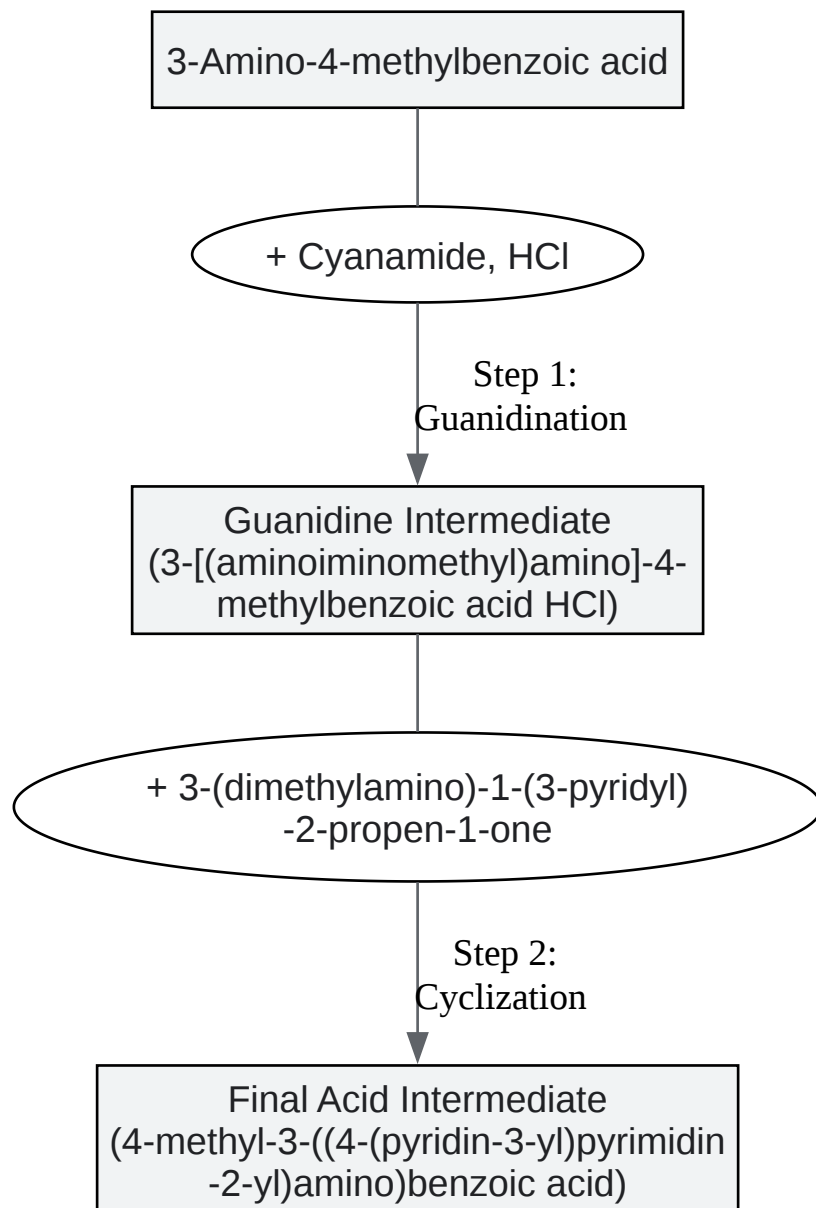 3-Amino-4-methylbenzoic acid
+ Cyanamide, HCl
Step 1:
Guanidination
Guanidine Intermediate
(3-[(aminoiminomethyl)amino]-4-
methylbenzoic acid HCl)
+ 3-(dimethylamino)-1-(3-pyridyl)
-2-propen-1-one
Step 2:
Cyclization
Final Acid Intermediate
(4-methyl-3-((4-(pyridin-3-yl)pyrimidin
-2-yl)amino)benzoic acid)